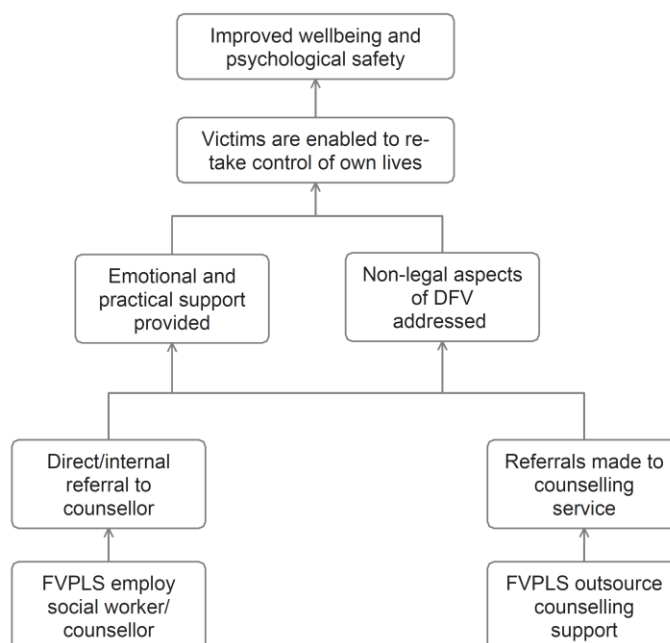 Improved wellbeing and
psychological safety
Victims are enabled to re-
take control of own lives
Emotional and
practical support
provided
Non-legal aspects
of DFV
addressed
Direct/internal
referral to
counsellor
Referrals made to
counselling
service
FVPLS employ
social worker/
counsellor
FVPLS outsource
counselling
support